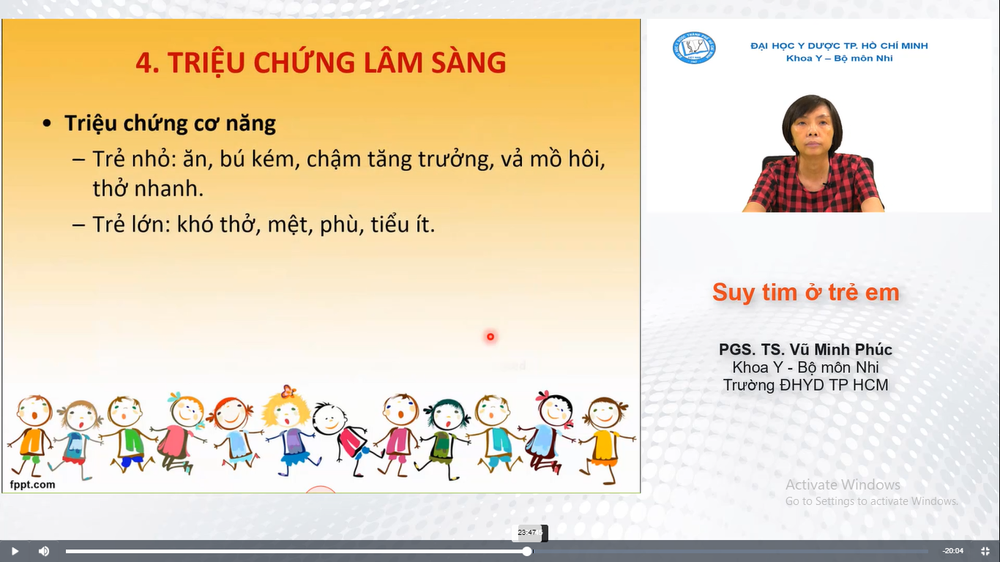 4. TRIỆU CHỨNG LÂM SÀNG
• Triệu chứng cơ năng
– Trẻ nhỏ: ăn, bú kém, chậm tăng trưởng, vả mồ hôi,
thở nhanh.
– Trẻ lớn: khó thở, mệt, phù, tiểu ít.
fppt.com
ĐẠI HỌC Y DƯỢC TP. HỒ CHÍ MINH
Khoa Y – Bộ môn Nhi
Suy tim ở trẻ em
PGS. TS. Vũ Minh Phúc
Khoa Y - Bộ môn Nhi
Trường ĐHYD TP HCM
Activate Windows
Go to Settings to activate Windows.
23:47
-20:04